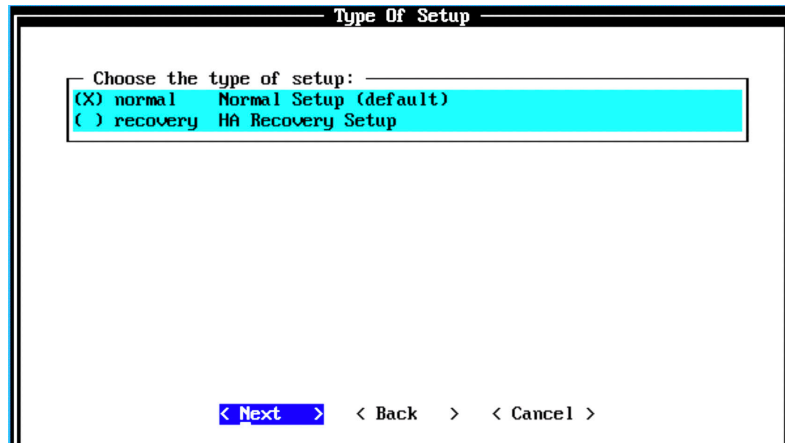 Type Of Setup
Choose the type of setup:
(X) normal Normal Setup (default)
( ) recovery HA Recovery Setup
< Next > < Back > < Cancel >